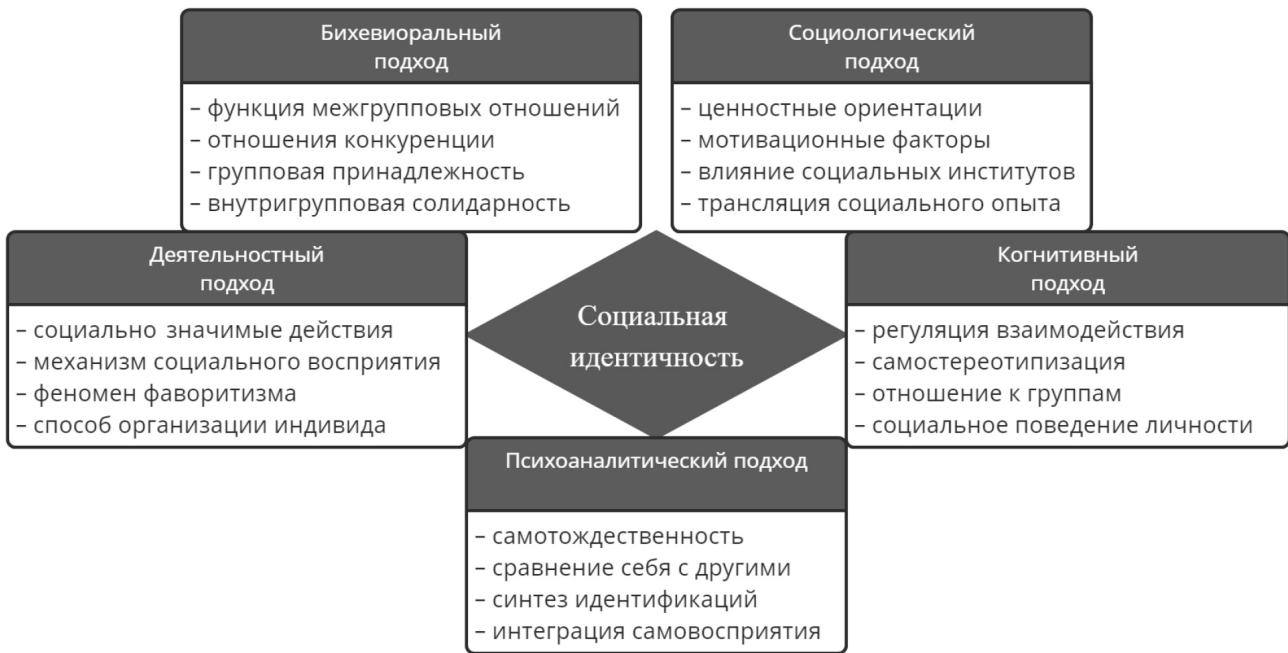 Бихевиоральный
подход
– функция межгрупповых отношений
– отношения конкуренции
– групповая принадлежность
– внутригрупповая солидарность
Социологический
подход
– ценностные ориентации
– мотивационные факторы
– влияние социальных институтов
– трансляция социального опыта
Деятельностный
подход
– социально значимые действия
– механизм социального восприятия
– феномен фаворитизма
– способ организации индивида
Социальная
идентичность
Когнитивный
подход
– регуляция взаимодействия
– самостереотипизация
– отношение к группам
– социальное поведение личности
Психоаналитический подход
– самотождественность
– сравнение себя с другими
– синтез идентификаций
– интеграция самовосприятия